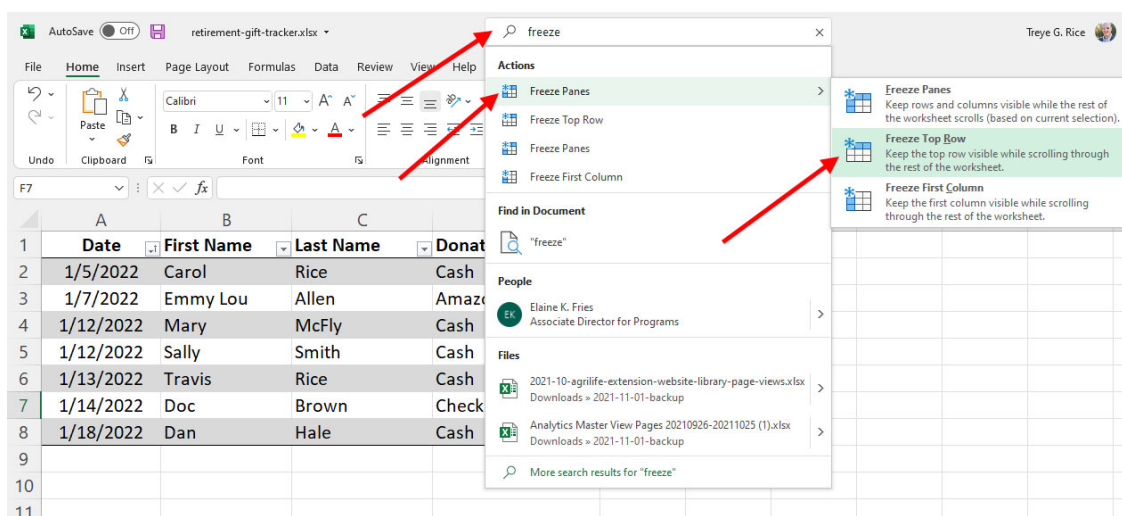 AutoSave Off retirement-gift-tracker.xlsx freeze Treye G. Rice
File Home Insert Page Layout Formulas Data Review View Help
Calibri 11 A A
Paste B I U A
Undo Clipboard Font Alignment
F7 fx
Actions
Freeze Panes
Freeze Top Row
Freeze Panes
Freeze First Column
Find in Document
"freeze"
People
EK Elaine K. Fries
Associate Director for Programs
Files
2021-10-agrilife-extension-website-library-page-views.xlsx
Downloads » 2021-11-01-backup
Analytics Master View Pages 20210926-20211025 (1).xlsx
Downloads » 2021-11-01-backup
More search results for "freeze"
Freeze Panes
Keep rows and columns visible while the rest of
the worksheet scrolls (based on current selection).
Freeze Top Row
Keep the top row visible while scrolling through
the rest of the worksheet.
Freeze First Column
Keep the first column visible while scrolling
through the rest of the worksheet.
A B C
1 Date First Name Last Name Donat
2 1/5/2022 Carol Rice Cash
3 1/7/2022 Emmy Lou Allen Amazo
4 1/12/2022 Mary McFly Cash
5 1/12/2022 Sally Smith Cash
6 1/13/2022 Travis Rice Cash
7 1/14/2022 Doc Brown Check
8 1/18/2022 Dan Hale Cash
9
10
11